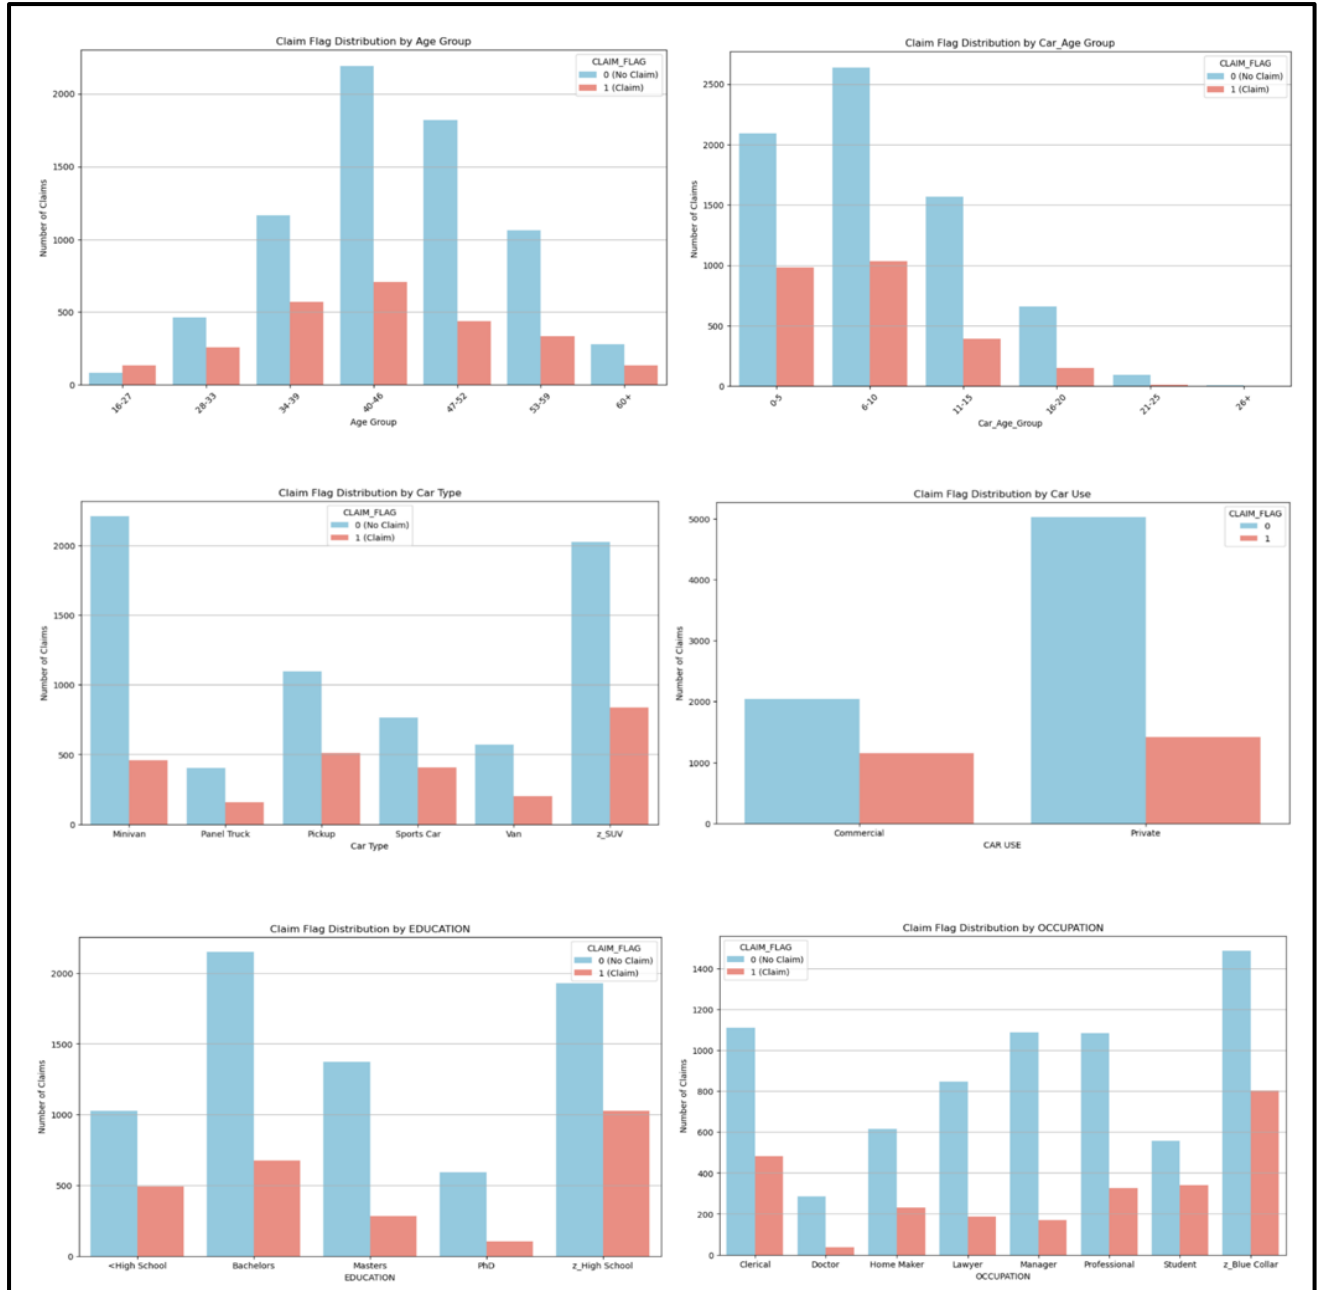 Claim Flag Distribution by Age Group
CLAIM_FLAG
0 (No Claim)
1 (Claim)
Number of Claims
2000
1500
1000
500
0
16-27
28-33
34-39
40-46
47-52
53-59
60+
Age Group
Claim Flag Distribution by Car_Age Group
CLAIM_FLAG
0 (No Claim)
1 (Claim)
Number of Claims
2500
2000
1500
1000
500
0
0-5
6-10
11-15
16-20
21-25
26+
Car_Age_Group
Claim Flag Distribution by Car Type
CLAIM_FLAG
0 (No Claim)
1 (Claim)
Number of Claims
2000
1500
1000
500
0
Minivan
Panel Truck
Pickup
Sports Car
Van
z_SUV
Car Type
Claim Flag Distribution by Car Use
CLAIM_FLAG
0
1
Number of Claims
5000
4000
3000
2000
1000
0
Commercial
Private
CAR USE
Claim Flag Distribution by EDUCATION
CLAIM_FLAG
0 (No Claim)
1 (Claim)
Number of Claims
2000
1500
1000
500
0
<High School
Bachelors
Masters
PhD
z_High School
EDUCATION
Claim Flag Distribution by OCCUPATION
CLAIM_FLAG
0 (No Claim)
1 (Claim)
Number of Claims
1400
1200
1000
800
600
400
200
0
Clerical
Doctor
Home Maker
Lawyer
Manager
Professional
Student
z_Blue Collar
OCCUPATION